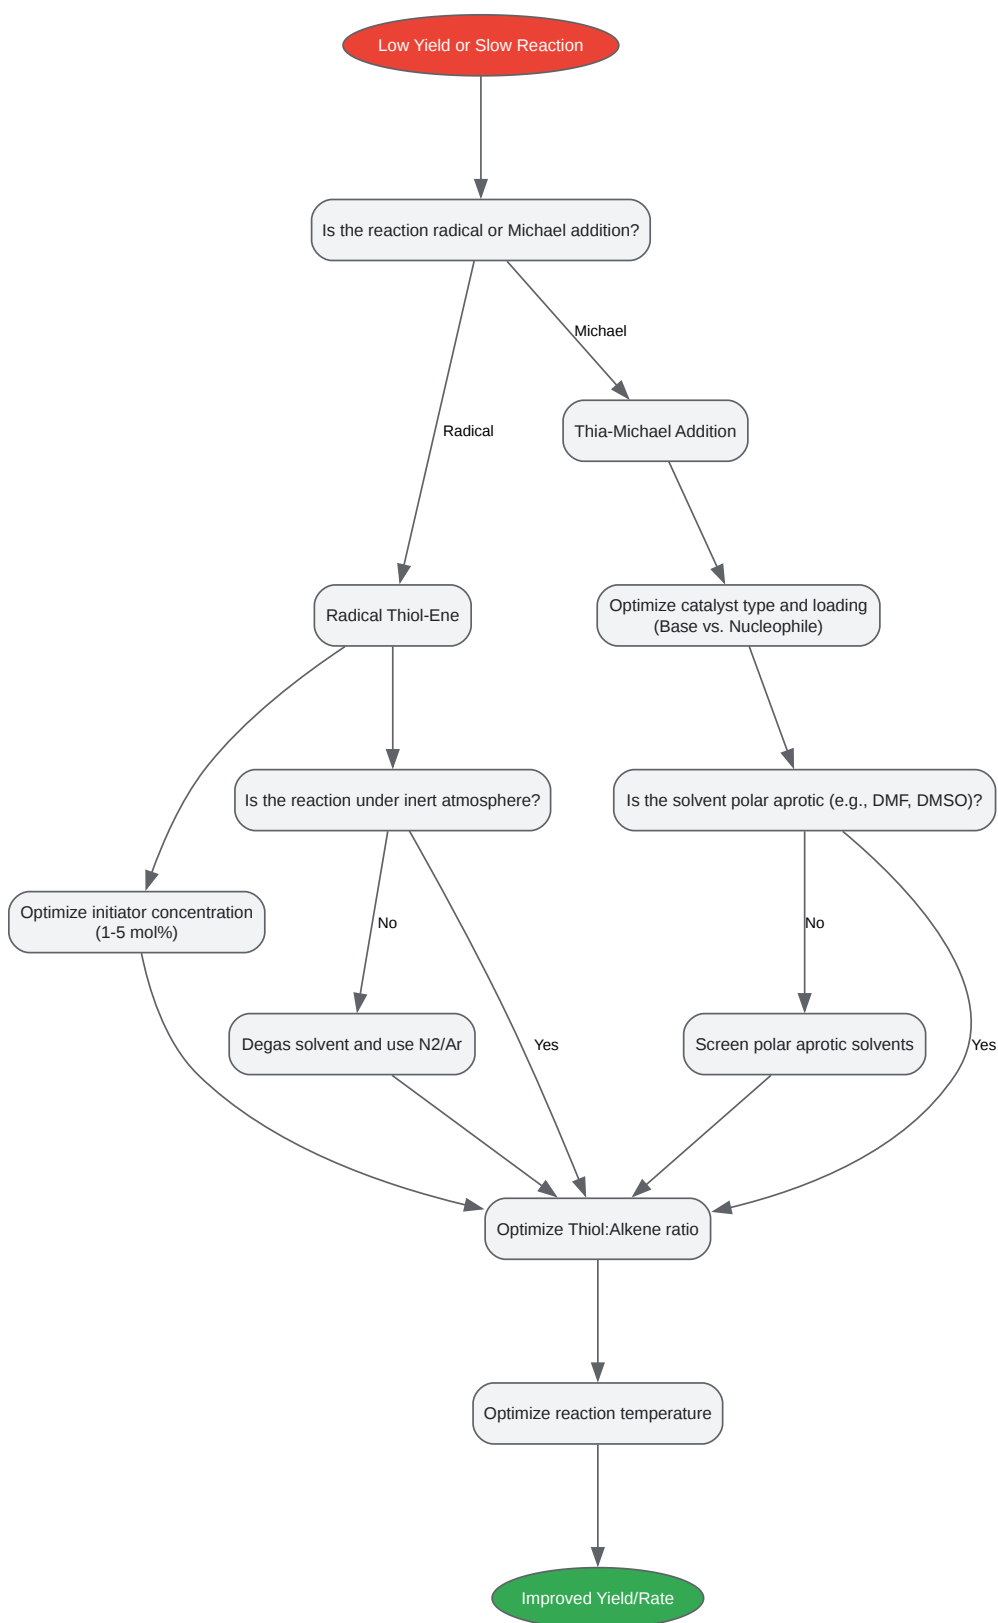 Low Yield or Slow Reaction
Is the reaction radical or Michael addition?
Michael
Radical
Thia-Michael Addition
Radical Thiol-Ene
Optimize catalyst type and loading
(Base vs. Nucleophile)
Is the reaction under inert atmosphere?
Is the solvent polar aprotic (e.g., DMF, DMSO)?
Optimize initiator concentration
(1-5 mol%)
No
No
Degas solvent and use N2/Ar
Yes
Screen polar aprotic solvents
Yes
Optimize Thiol:Alkene ratio
Optimize reaction temperature
Improved Yield/Rate